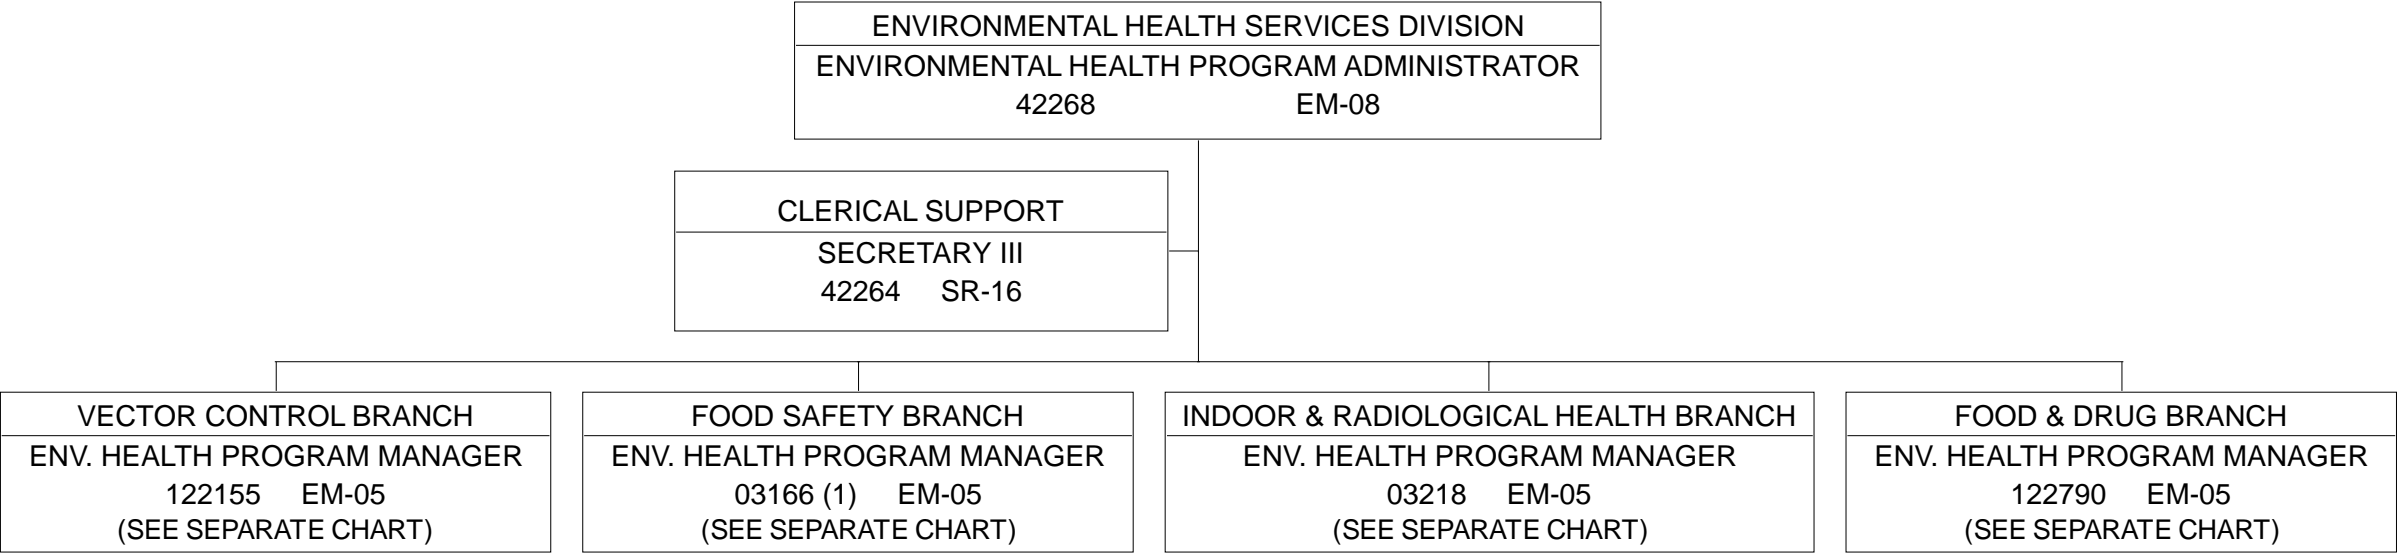 ENVIRONMENTAL HEALTH SERVICES DIVISION
ENVIRONMENTAL HEALTH PROGRAM ADMINISTRATOR
42268 EM-08
CLERICAL SUPPORT
SECRETARY III
42264 SR-16
VECTOR CONTROL BRANCH
ENV. HEALTH PROGRAM MANAGER
122155 EM-05
(SEE SEPARATE CHART)
FOOD SAFETY BRANCH
ENV. HEALTH PROGRAM MANAGER
03166 (1) EM-05
(SEE SEPARATE CHART)
INDOOR & RADIOLOGICAL HEALTH BRANCH
ENV. HEALTH PROGRAM MANAGER
03218 EM-05
(SEE SEPARATE CHART)
FOOD & DRUG BRANCH
ENV. HEALTH PROGRAM MANAGER
122790 EM-05
(SEE SEPARATE CHART)